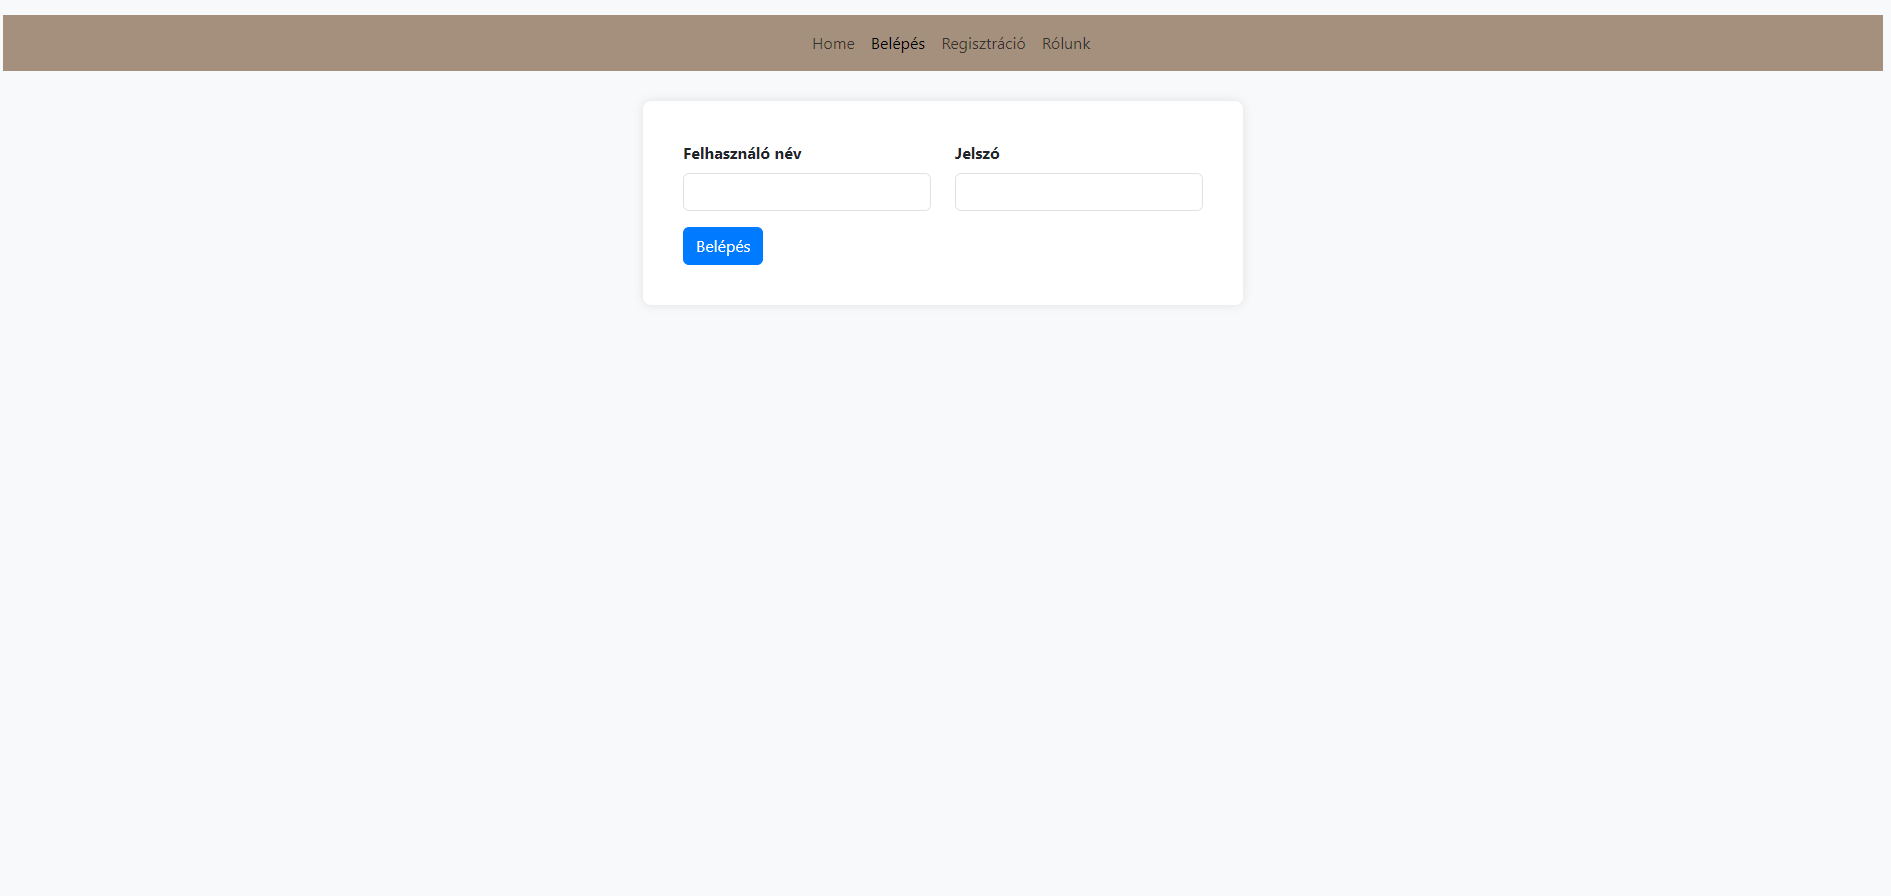 Home Belépés Regisztráció Rólunk
Felhasználó név Jelszó
Belépés